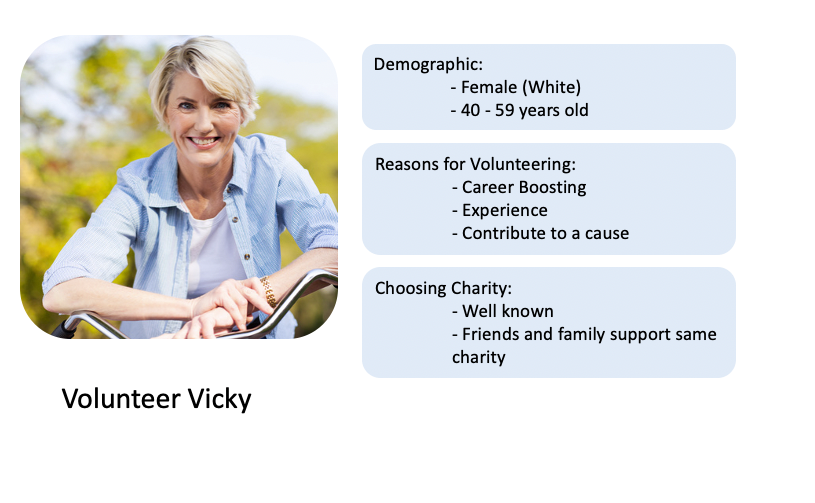 Demographic:
- Female (White)
- 40 - 59 years old
Reasons for Volunteering:
- Career Boosting
- Experience
- Contribute to a cause
Choosing Charity:
- Well known
- Friends and family support same
charity
Volunteer Vicky